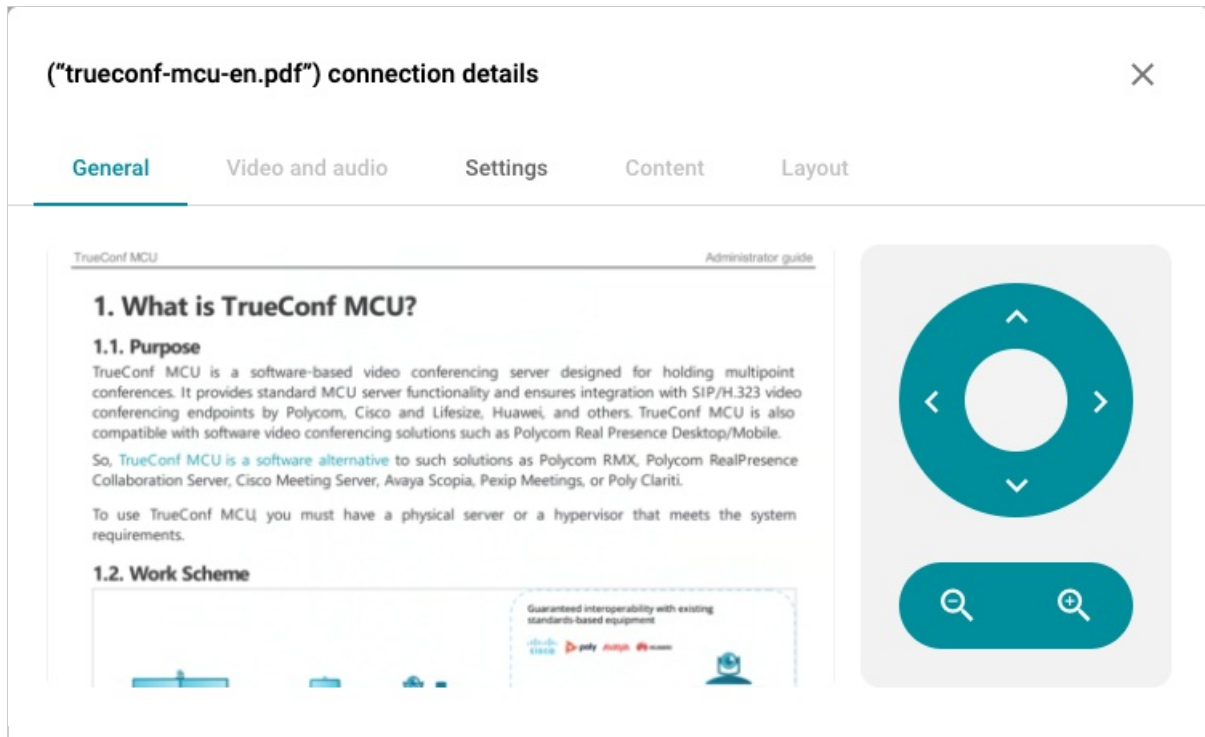 ("trueconf-mcu-en.pdf") connection details
General Video and audio Settings Content Layout
TrueConf MCU Administrator guide
1. What is TrueConf MCU?
1.1. Purpose
TrueConf MCU is a software-based video conferencing server designed for holding multipoint
conferences. It provides standard MCU server functionality and ensures integration with SIP/H.323 video
conferencing endpoints by Polycom, Cisco and Lifesize, Huawei, and others. TrueConf MCU is also
compatible with software video conferencing solutions such as Polycom Real Presence Desktop/Mobile.
So, TrueConf MCU is a software alternative to such solutions as Polycom RMX, Polycom RealPresence
Collaboration Server, Cisco Meeting Server, Avaya Scopia, Pexip Meetings, or Poly Clariti.
To use TrueConf MCU, you must have a physical server or a hypervisor that meets the system
requirements.
1.2. Work Scheme
Guaranteed interoperability with existing
standards-based equipment
CISCO poly AVAYA HUAWEI